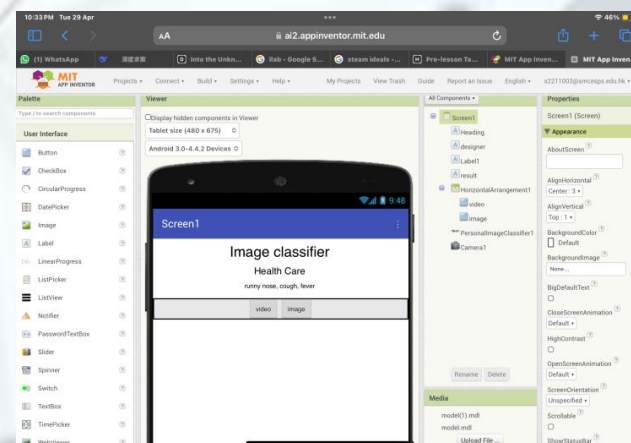 10:33 PM Tue 29 Apr
46%
AA
ai2.appinventor.mit.edu
(1) WhatsApp
Into the Unkn...
ilab - Google S...
steam ideals -...
Pre-lesson Ta...
MIT App Inven...
MIT App Inven.
MIT
APP INVENTOR
Projects
Connect
Build
Settings
Help
My Projects
View Trash
Guide
Report an Issue
English
Palette
Type / to search components
User Interface
Button
CheckBox
CircularProgress
DatePicker
Image
Label
LinearProgress
ListPicker
ListView
Notifier
PasswordTextBox
Slider
Spinner
Switch
TextBox
TimePicker
WebViewer
Viewer
Display hidden components in Viewer
Tablet size (480 x 675)
Android 3.0-4.4.2 Devices
9:48
Screen1
Image classifier
Health Care
runny nose, cough, fever
video image
All Components
Screen1
Heading
designer
Label1
result
HorizontalArrangement1
video
image
PersonalImageClassifier1
Camera1
Rename Delete
Media
model(1).mdl
model.mdl
Upload File ...
Properties
Screen1 (Screen)
Appearance
AboutScreen
AlignHorizontal
Center : 3
AlignVertical
Top : 1
BackgroundColor
Default
BackgroundImage
None...
BigDefaultText
CloseScreenAnimation
Default
HighContrast
OpenScreenAnimation
Default
ScreenOrientation
Unspecified
Scrollable
ShowStatusBar